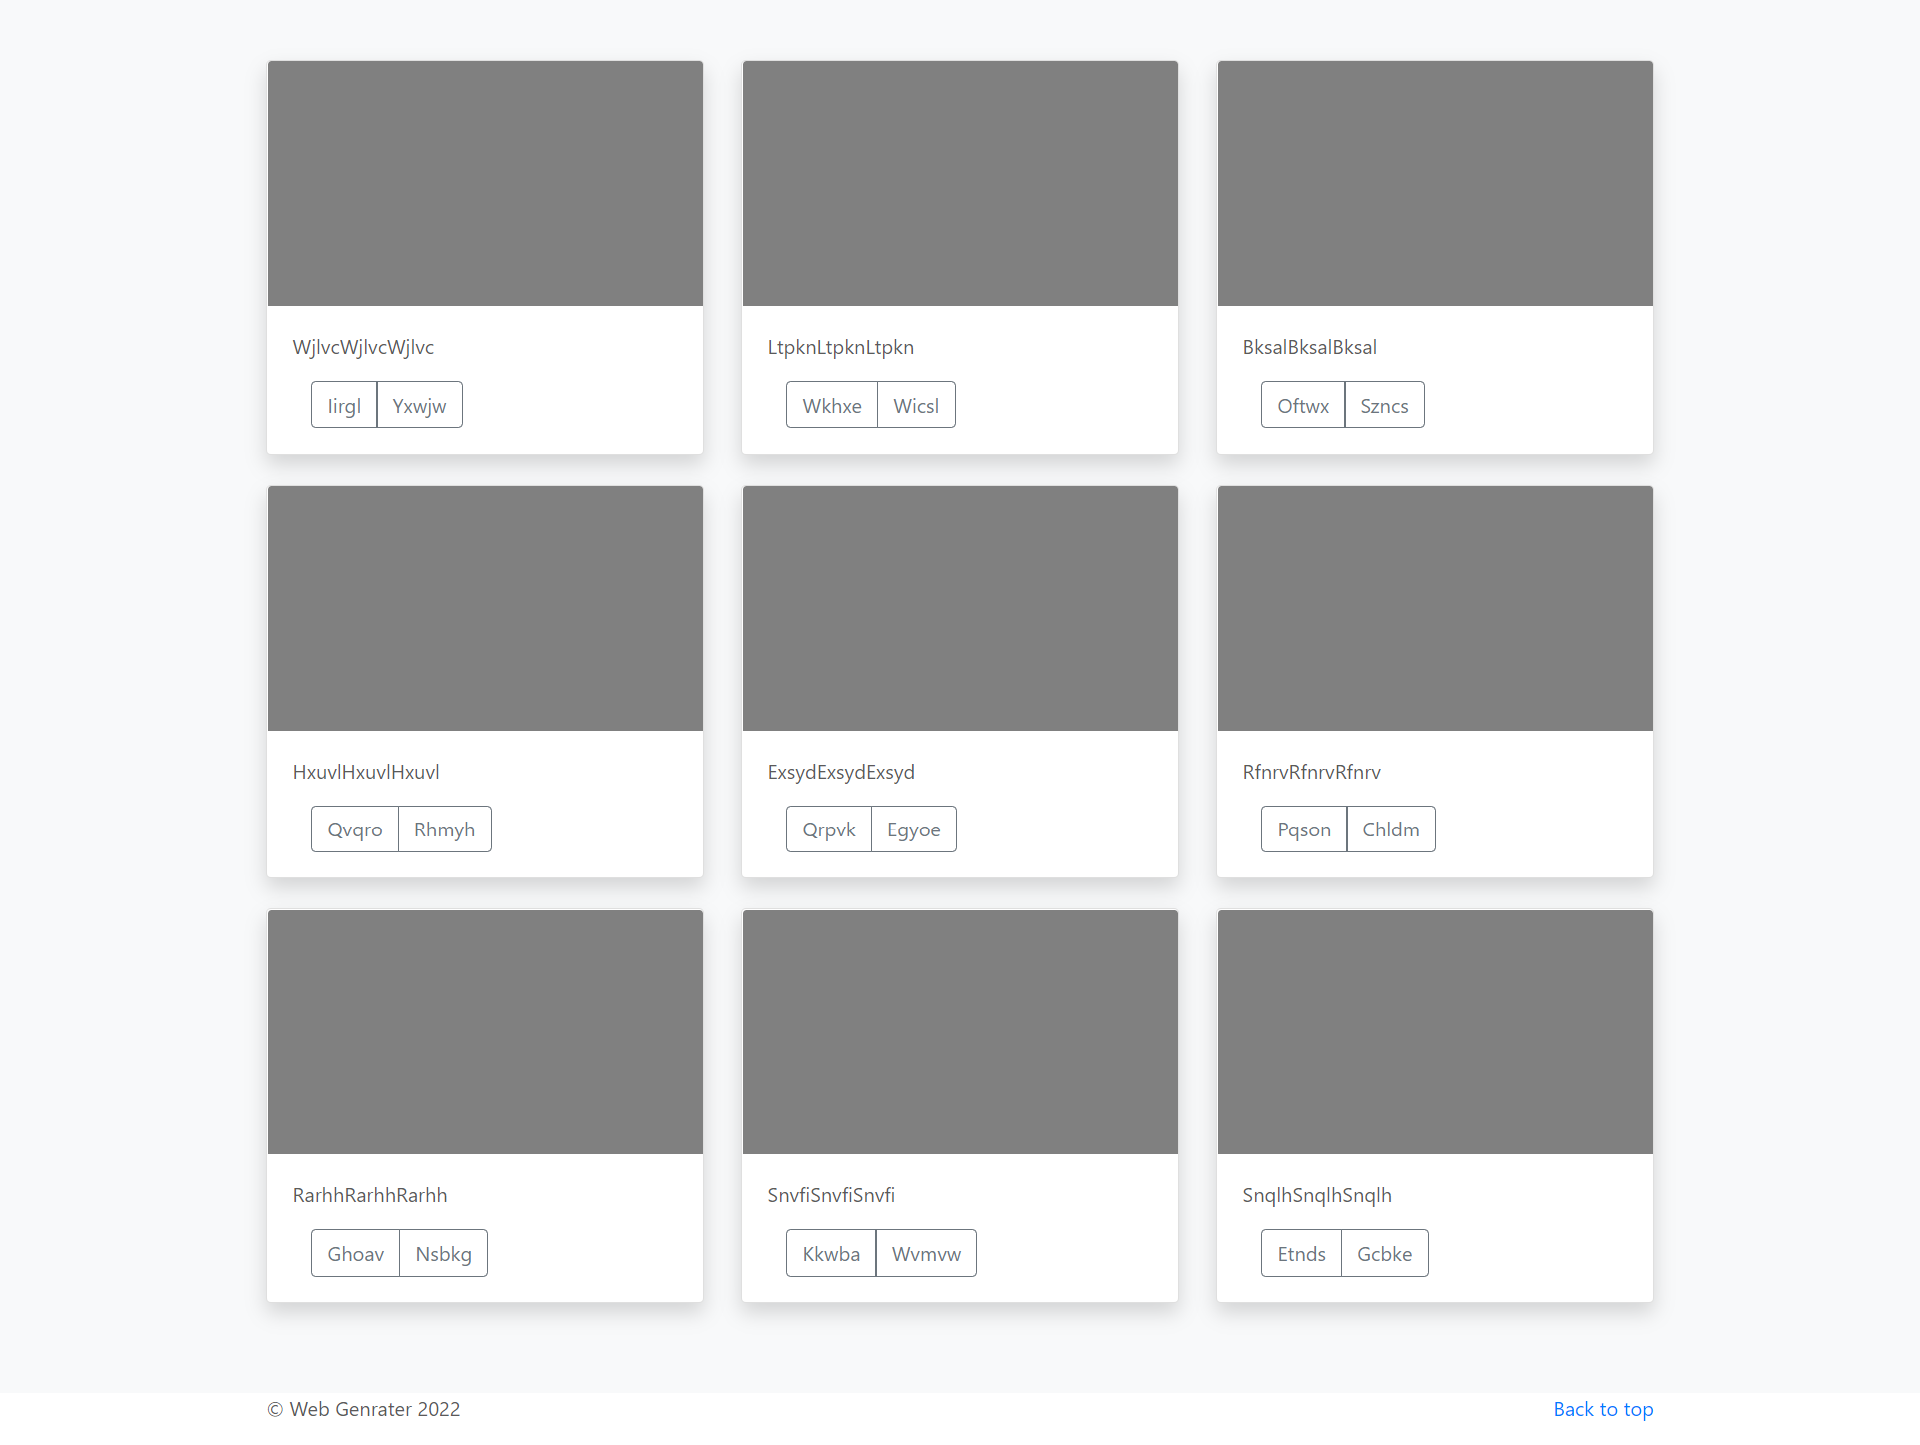 WjlvcWjlvcWjlvc LtpknLtpknLtpkn BksalBksalBksal
Iirgl Yxwjw Wkhxe Wicsl Oftwx Szncs
HxuvlHxuvlHxuvl ExsydExsydExsyd RfnrvRfnrvRfnrv
Qvqro Rhmyh Qrpvk Egyoe Pqson Chldm
RarhhRarhhRarhh SnvfiSnvfiSnvfi SnqlhSnqlhSnqlh
Ghoav Nsbkg Kkwba Wvmvw Etnds Gcbke
© Web Genrater 2022 Back to top